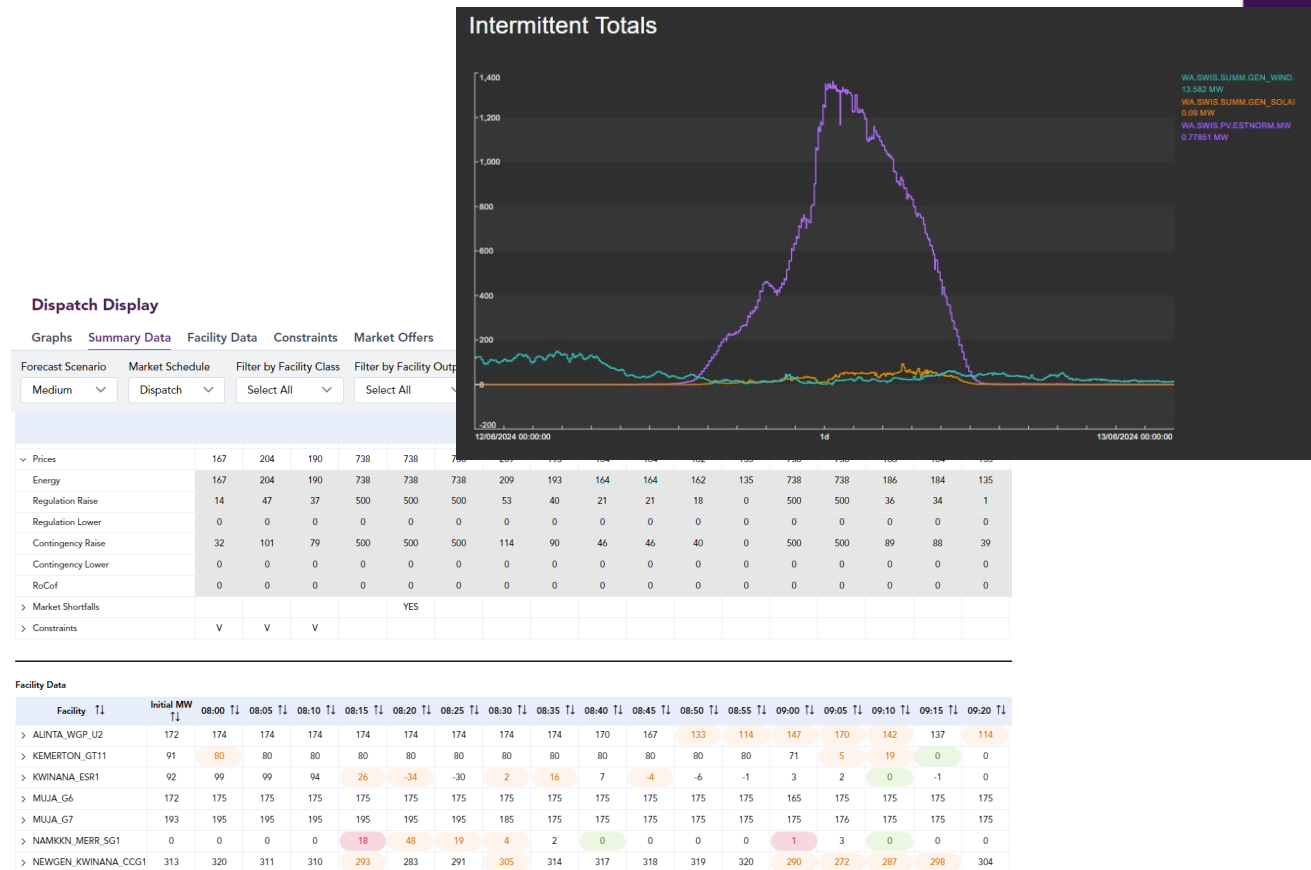 Intermittent Totals
1,400
1,200
1,000
800
600
400
200
0
-200
12/06/2024 00:00:00 1d 13/06/2024 00:00:00
WA.SWIS.SUMM.GEN_WIND.
13.582 MW
WA.SWIS.SUMM.GEN_SOLAI
0.09 MW
WA.SWIS.PV.ESTNORM.MW
0.77851 MW
Dispatch Display
Graphs Summary Data Facility Data Constraints Market Offers
Forecast Scenario Market Schedule Filter by Facility Class Filter by Facility Outp
Medium Dispatch Select All Select All
Prices 167 204 190 738 738
Energy 167 204 190 738 738 738 209 193 164 164 162 135 738 738 186 184 135
Regulation Raise 14 47 37 500 500 500 53 40 21 21 18 0 500 500 36 34 1
Regulation Lower 0 0 0 0 0 0 0 0 0 0 0 0 0 0 0 0 0
Contingency Raise 32 101 79 500 500 500 114 90 46 46 40 0 500 500 89 88 39
Contingency Lower 0 0 0 0 0 0 0 0 0 0 0 0 0 0 0 0 0
RoCof 0 0 0 0 0 0 0 0 0 0 0 0 0 0 0 0 0
Market Shortfalls YES
Constraints V V V
Facility Data
Facility Initial MW 08:00 08:05 08:10 08:15 08:20 08:25 08:30 08:35 08:40 08:45 08:50 08:55 09:00 09:05 09:10 09:15 09:20
ALINTA_WGP_U2 172 174 174 174 174 174 174 174 174 170 167 133 114 147 170 142 137 114
KEMERTON_GT11 91 80 80 80 80 80 80 80 80 80 80 80 80 71 5 19 0 0
KWINANA_ESR1 92 99 99 94 26 -34 -30 2 16 7 -4 -6 -1 3 2 0 -1 0
MUJA_G6 172 175 175 175 175 175 175 175 175 175 175 175 175 165 175 175 175 175
MUJA_G7 193 195 195 195 195 195 195 185 175 175 175 175 175 175 176 175 175 175
NAMKKN_MERR_SG1 0 0 0 0 18 48 19 4 2 0 0 0 0 1 3 0 0 0
NEWGEN_KWINANA_CCG1 313 320 311 310 293 283 291 305 314 317 318 319 320 290 272 287 298 304